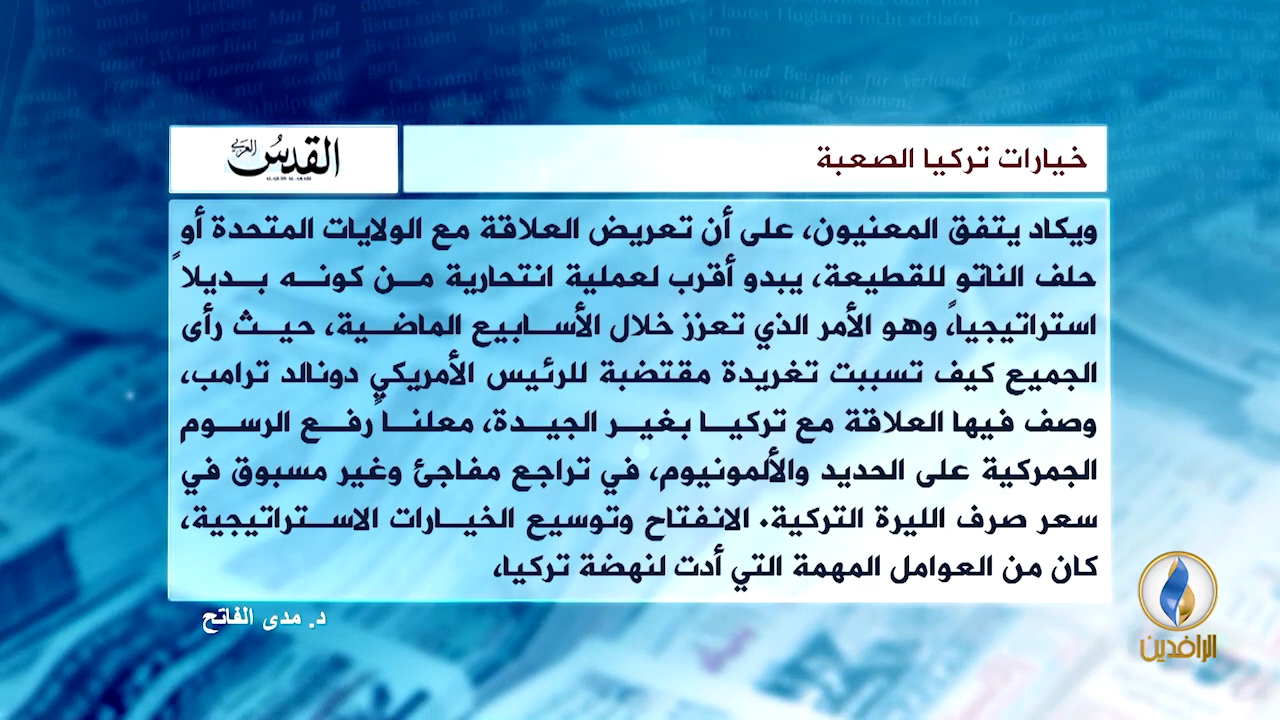 القدس العربي
AL-QUDS AL-ARABI
خيارات تركيا الصعبة
ويكاد يتفق المعنيون، على أن تعريض العلاقة مع الولايات المتحدة أو
حلف الناتو للقطيعة، يبدو أقرب لعملية انتحارية من كونه بديلاً
استراتيجياً، وهو الأمر الذي تعزز خلال الأسابيع الماضية، حيث رأى
الجميع كيف تسببت تغريدة مقتضبة للرئيس الأمريكي دونالد ترامب،
وصف فيها العلاقة مع تركيا بغير الجيدة، معلناً رفع الرسوم
الجمركية على الحديد والألمونيوم، في تراجع مفاجئ وغير مسبوق في
سعر صرف الليرة التركية. الانفتاح وتوسيع الخيارات الاستراتيجية،
كان من العوامل المهمة التي أدت لنهضة تركيا،
د. مدى الفاتح
الرافدين